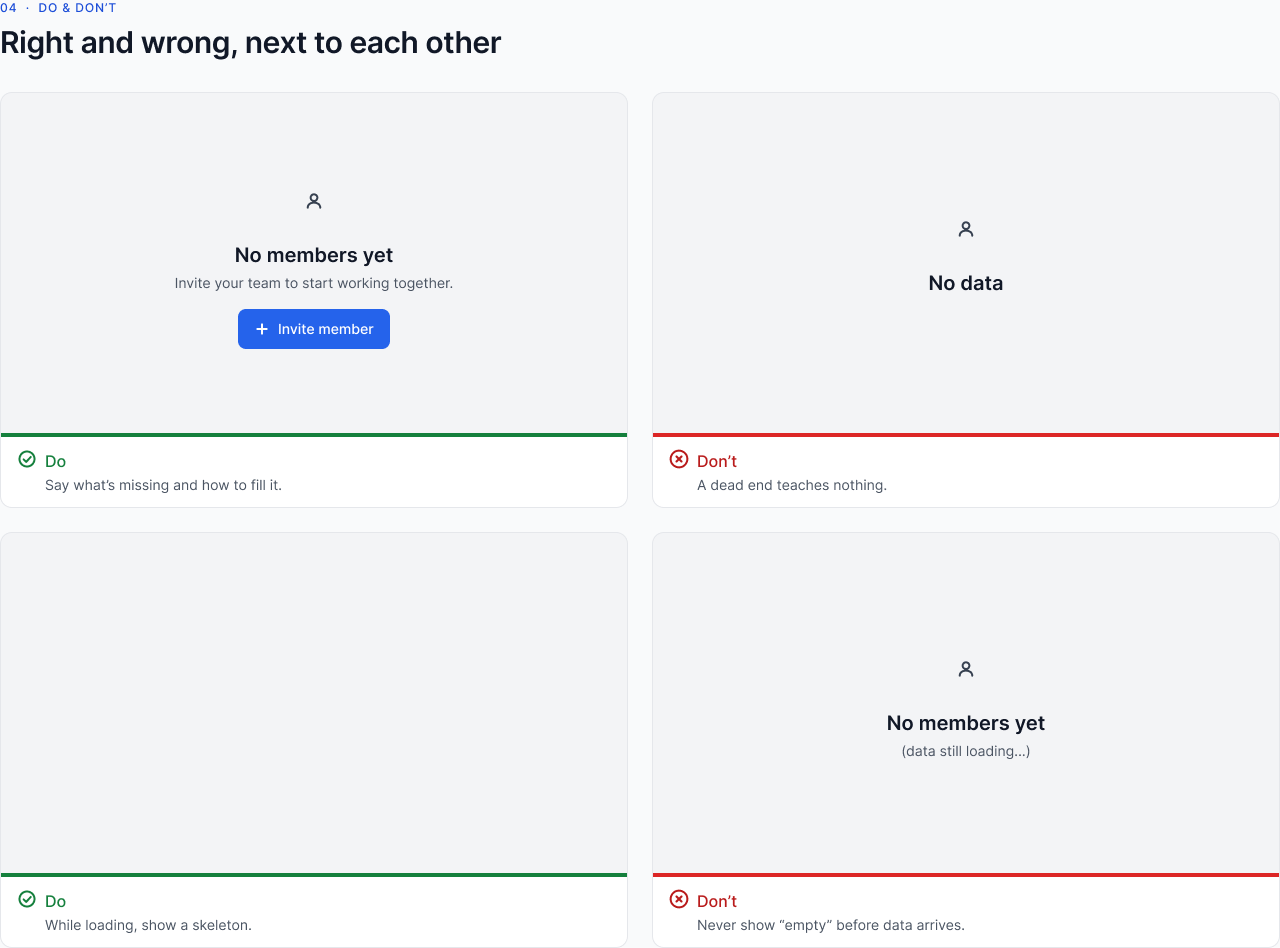 04 · DO & DON’T
Right and wrong, next to each other
No members yet
Invite your team to start working together.
Invite member
Do
Say what’s missing and how to fill it.
No data
Don’t
A dead end teaches nothing.
Do
While loading, show a skeleton.
No members yet
(data still loading...)
Don’t
Never show “empty” before data arrives.